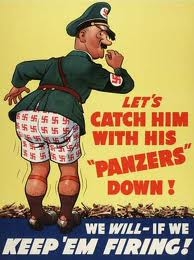 LET'S
CATCH HIM
WITH HIS
"PANZERS"
DOWN!
WE WILL-IF WE
KEEP 'EM FIRING!